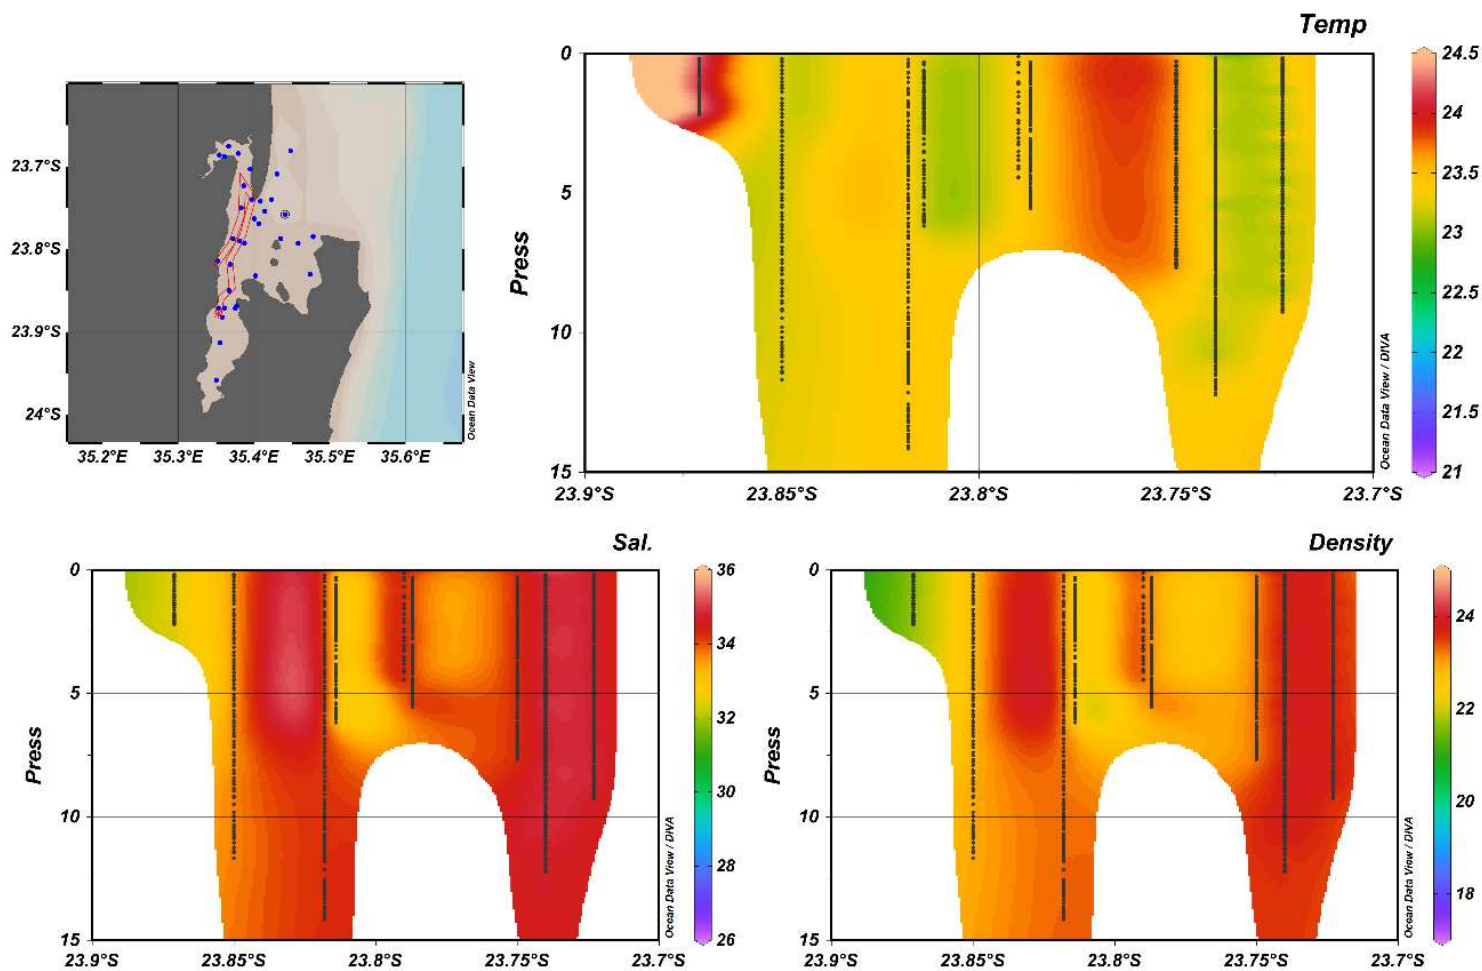 Temp
0
5
10
15
Press
23.9°S
23.85°S
23.8°S
23.75°S
23.7°S
24.5
24
23.5
23
22.5
22
21.5
21
Ocean Data View / DIVA
23.7°S
23.8°S
23.9°S
24°S
35.2°E
35.3°E
35.4°E
35.5°E
35.6°E
Ocean Data View
Sal.
0
5
10
15
Press
23.9°S
23.85°S
23.8°S
23.75°S
23.7°S
36
34
32
30
28
26
Ocean Data View / DIVA
Density
0
5
10
15
Press
23.9°S
23.85°S
23.8°S
23.75°S
23.7°S
24
22
20
18
Ocean Data View / DIVA